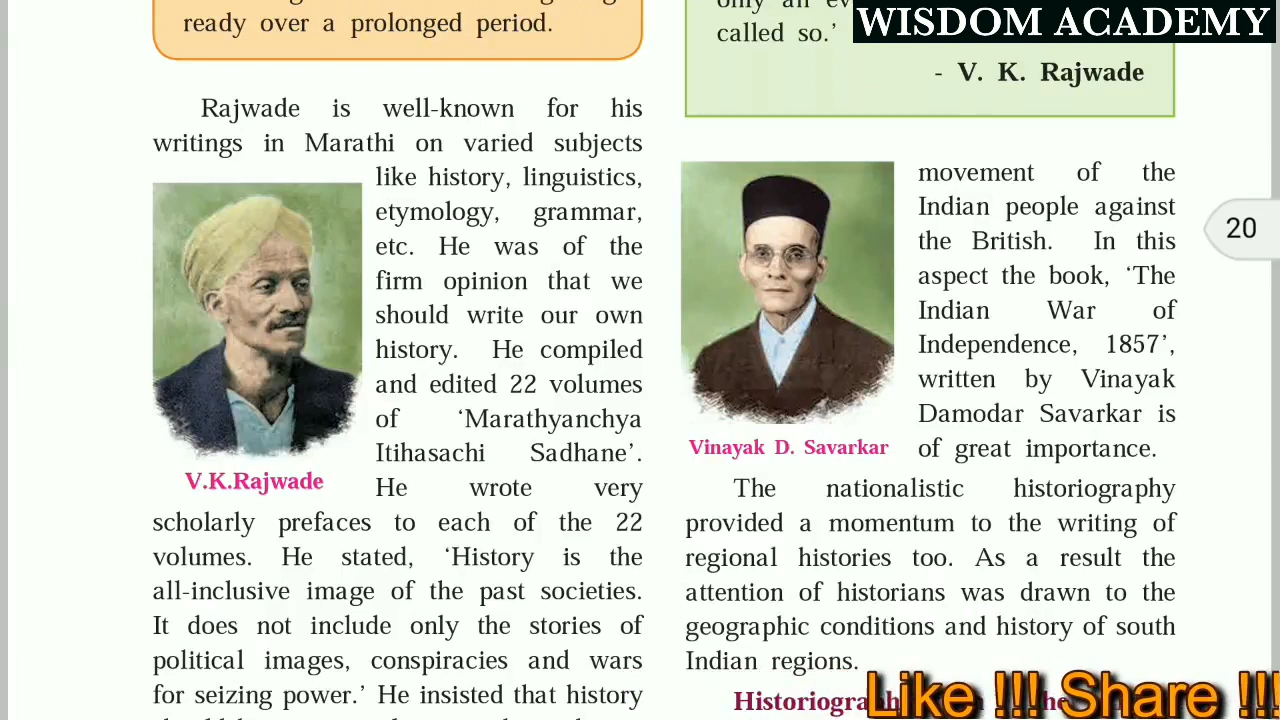 ready over a prolonged period.
Rajwade is well-known for his
writings in Marathi on varied subjects
like history, linguistics,
etymology, grammar,
etc. He was of the
firm opinion that we
should write our own
history. He compiled
and edited 22 volumes
of ‘Marathyanchya
Itihasachi Sadhane’.
He wrote very
scholarly prefaces to each of the 22
volumes. He stated, ‘History is the
all-inclusive image of the past societies.
It does not include only the stories of
political images, conspiracies and wars
for seizing power.’ He insisted that history
V.K.Rajwade
only an
called so.’
- V. K. Rajwade
WISDOM ACADEMY
movement of the
Indian people against
the British. In this
aspect the book, ‘The
Indian War of
Independence, 1857’,
written by Vinayak
Damodar Savarkar is
of great importance.
Vinayak D. Savarkar
The nationalistic historiography
provided a momentum to the writing of
regional histories too. As a result the
attention of historians was drawn to the
geographic conditions and history of south
Indian regions.
20
Like !!! Share !!!